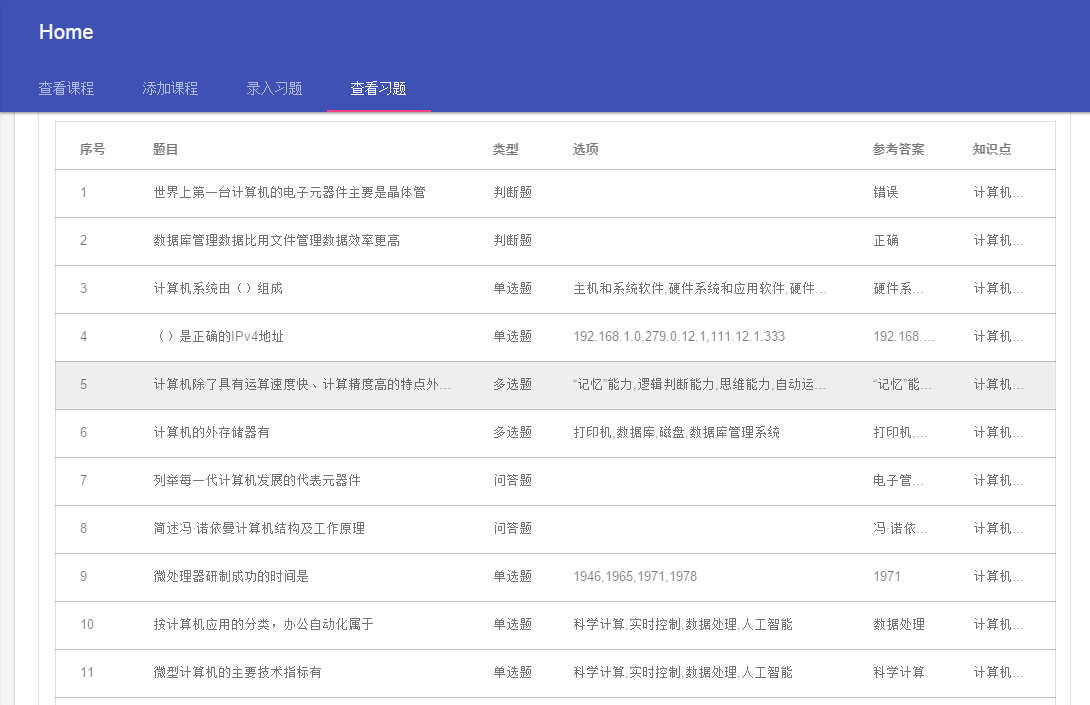 Home
查看课程 添加课程 录入习题 查看习题
序号 题目 类型 选项 参考答案 知识点
1 世界上第一台计算机的电子元器件主要是晶体管 判断题 错误 计算机...
2 数据库管理数据比用文件管理数据效率更高 判断题 正确 计算机...
3 计算机系统由（ ）组成 单选题 主机和系统软件,硬件系统和应用软件,硬件... 硬件系... 计算机...
4 （ ）是正确的IPv4地址 单选题 192.168.1.0,279.0.12.1,111.12.1.333 192.168.... 计算机...
5 计算机除了具有运算速度快、计算精度高的特点外... 多选题 “记忆”能力,逻辑判断能力,思维能力,自动运... “记忆”能... 计算机...
6 计算机的外存储器有 多选题 打印机,数据库,磁盘,数据库管理系统 打印机,... 计算机...
7 列举每一代计算机发展的代表元器件 问答题 电子管... 计算机...
8 简述冯·诺依曼计算机结构及工作原理 问答题 冯·诺依... 计算机...
9 微处理器研制成功的时间是 单选题 1946,1965,1971,1978 1971 计算机...
10 按计算机应用的分类，办公自动化属于 单选题 科学计算,实时控制,数据处理,人工智能 数据处理 计算机...
11 微型计算机的主要技术指标有 单选题 科学计算,实时控制,数据处理,人工智能 科学计算 计算机...